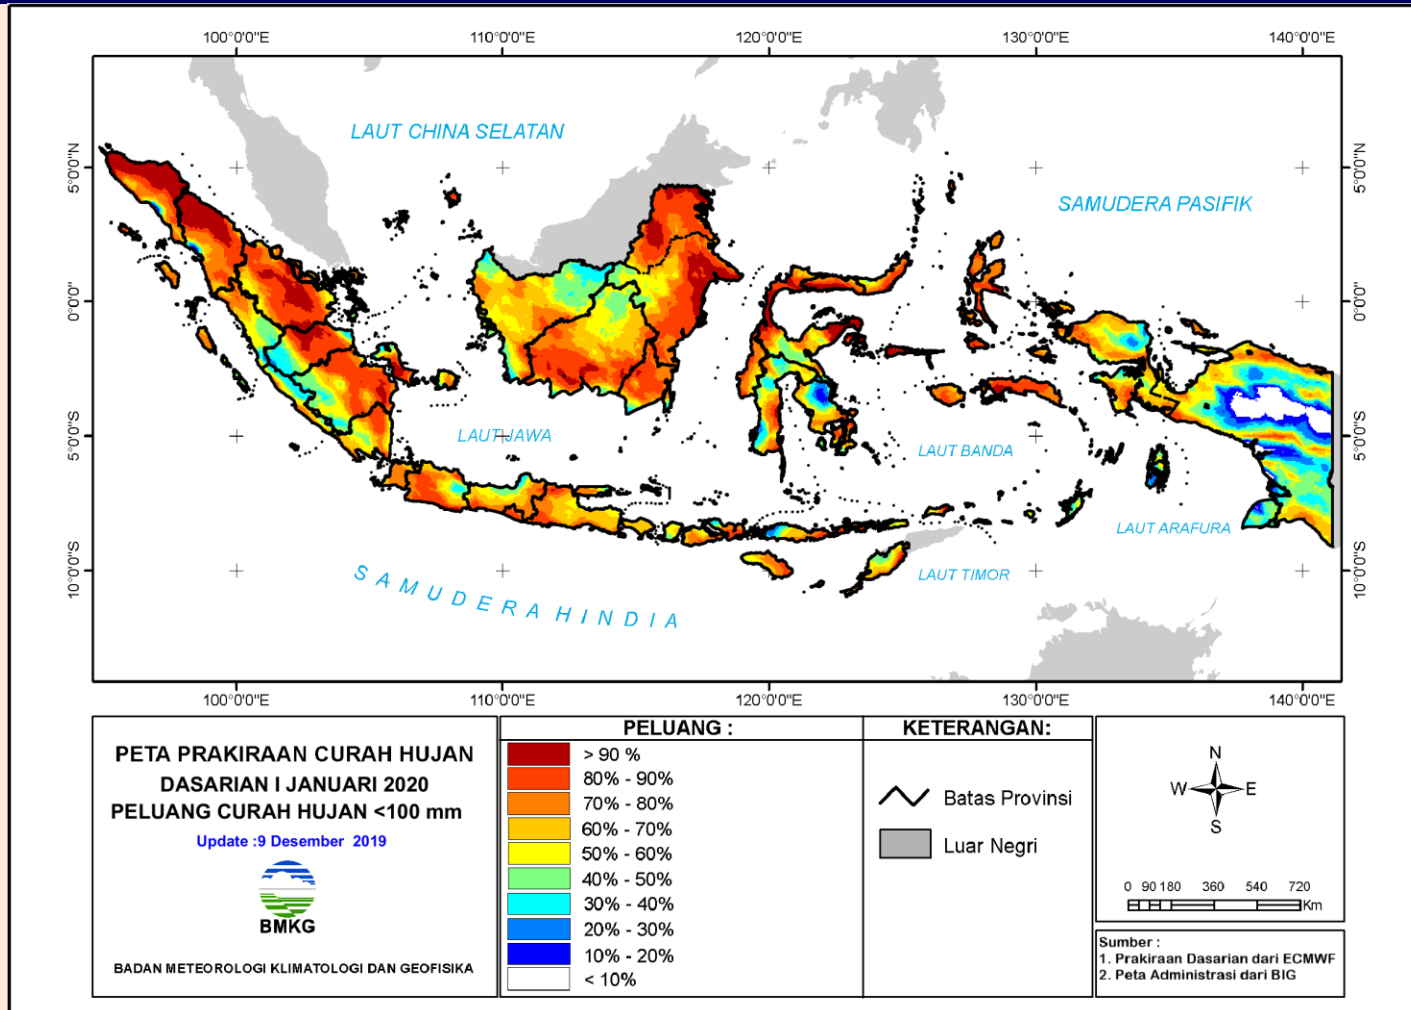 100°0'0"E 110°0'0"E 120°0'0"E 130°0'0"E 140°0'0"E
5°0'0"N 5°0'0"N
0°0'0" 0°0'0"
5°0'0"S 5°0'0"S
10°0'0"S 10°0'0"S
LAUT CHINA SELATAN
SAMUDERA PASIFIK
LAUT JAWA
LAUT BANDA
LAUT ARAFURA
LAUT TIMOR
SAMUDERA HINDIA
100°0'0"E 110°0'0"E 120°0'0"E 130°0'0"E 140°0'0"E
PETA PRAKIRAAN CURAH HUJAN
DASARIAN I JANUARI 2020
PELUANG CURAH HUJAN <100 mm
Update :9 Desember 2019
BMKG
BADAN METEOROLOGI KLIMATOLOGI DAN GEOFISIKA
PELUANG :
> 90 %
80% - 90%
70% - 80%
60% - 70%
50% - 60%
40% - 50%
30% - 40%
20% - 30%
10% - 20%
< 10%
KETERANGAN:
Batas Provinsi
Luar Negri
N
W E
S
0 90 180 360 540 720
Km
Sumber :
1. Prakiraan Dasarian dari ECMWF
2. Peta Administrasi dari BIG